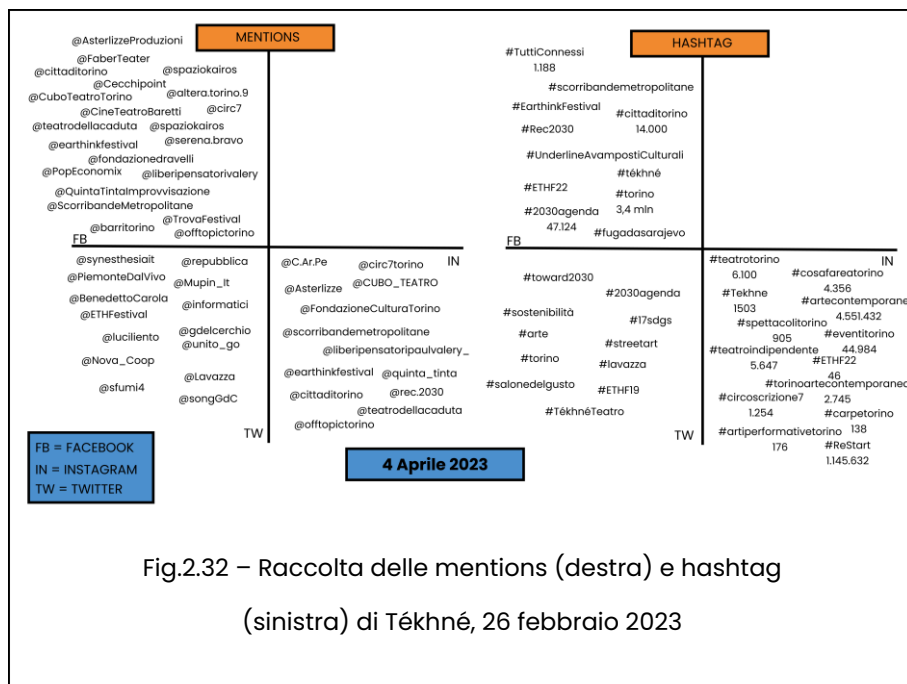 MENTIONS
@AsterlizzeProduzioni
@FaberTeater
@cittaditorino
@spaziokairos
@Cecchipoint
@CuboTeatroTorino
@altera.torino.9
@CineTeatroBaretti
@circ7
@teatrodellacaduta
@spaziokairos
@earthinkfestival
@serena.bravo
@fondazionedravelli
@PopEconomix
@liberipensatorivalery
@QuintaTintaImprovvisazione
@ScorribandeMetropolitane
@TrovaFestival
@barritorino
@offtopictorino
FB
IN
@synesthesiait
@repubblica
@PiemonteDalVivo
@Mupin_It
@BenedettoCarola
@informatici
@ETHFestival
@gdelcerchio
@luciliento
@unito_go
@Nova_Coop
@Lavazza
@sfumi4
@songGdC
@C.Ar.Pe
@circ7torino
@Asterlizze
@CUBO_TEATRO
@FondazioneCulturaTorino
@scorribandemetropolitane
@liberipensatoripaulvalery_
@earthinkfestival
@quinta_tinta
@cittaditorino
@rec.2030
@teatrodellacaduta
@offtopictorino
TW
HASHTAG
#TuttiConnessi
1.188
#scorribandemetropolitane
#EarthinkFestival
#cittaditorino
14.000
#Rec2030
#UnderlineAvampostiCulturali
#tékhné
#ETHF22
#torino
3,4 mln
#2030agenda
47.124
#fugadasarajevo
FB
IN
#toward2030
#2030agenda
#sostenibilità
#17sdgs
#arte
#streetart
#torino
#lavazza
#salonedelgusto
#ETHF19
#TékhnéTeatro
#teatrotorino
6.100
#cosafareatorino
4.356
#Tekhne
1503
#artecontemporane
4.551.432
#spettacolitorino
905
#eventitorino
44.984
#teatroindipendente
5.647
#ETHF22
46
#torinoartecontemporanea
2.745
#circoscrizione7
1.254
#carpetorino
138
#artiperformativetorino
176
#ReStart
1.145.632
TW
FB = FACEBOOK
IN = INSTAGRAM
TW = TWITTER
4 Aprile 2023
Fig.2.32 – Raccolta delle mentions (destra) e hashtag
(sinistra) di Tékhné, 26 febbraio 2023